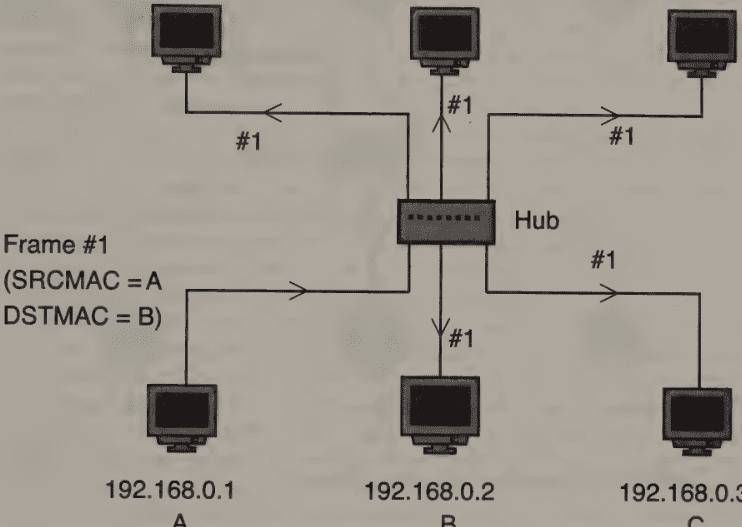 #1
#1
#1
Hub
Frame #1
(SRCMAC = A
DSTMAC = B)
#1
#1
192.168.0.1
192.168.0.2
192.168.0.3
A
B
C